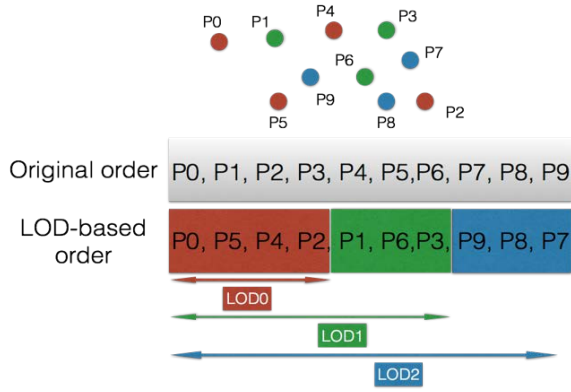 P0
P1
P4
P3
P7
P6
P9
P5
P8
P2
Original order
P0, P1, P2, P3, P4, P5,P6, P7, P8, P9
LOD-based
order
P0, P5, P4, P2, P1, P6,P3, P9, P8, P7
LOD0
LOD1
LOD2